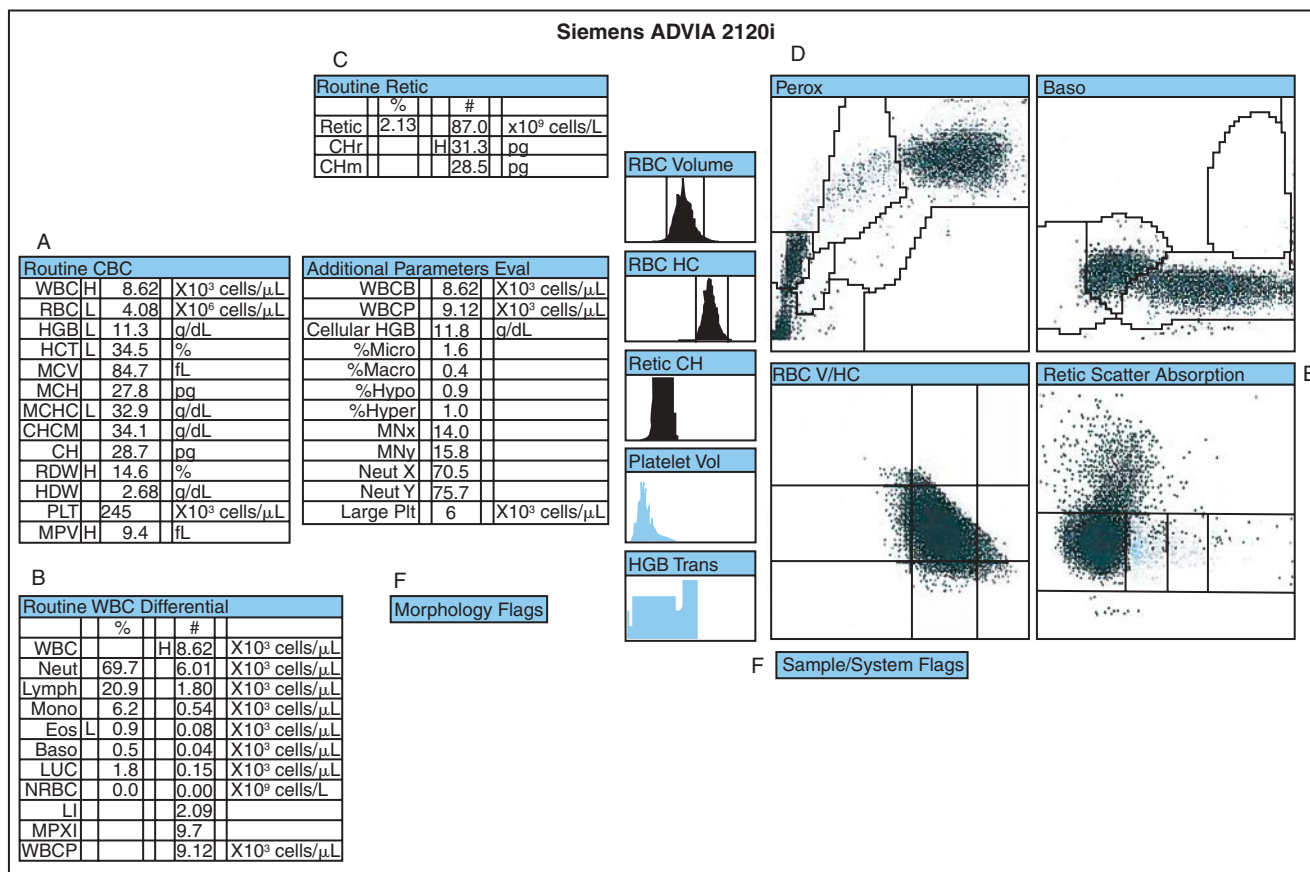 Siemens ADVIA 2120i
C
Routine Retic
% #
Retic 2.13 87.0 x10⁹ cells/L
CHr H 31.3 pg
CHm 28.5 pg
A
Routine CBC
WBC H 8.62 X10³ cells/μL
RBC L 4.08 X10⁶ cells/μL
HGB L 11.3 g/dL
HCT L 34.5 %
MCV 84.7 fL
MCH 27.8 pg
MCHC L 32.9 g/dL
CHCM 34.1 g/dL
CH 28.7 pg
RDW H 14.6 %
HDW 2.68 g/dL
PLT 245 X10³ cells/μL
MPV H 9.4 fL
Additional Parameters Eval
WBCB 8.62 X10³ cells/μL
WBCP 9.12 X10³ cells/μL
Cellular HGB 11.8 g/dL
%Micro 1.6
%Macro 0.4
%Hypo 0.9
%Hyper 1.0
MNx 14.0
MNy 15.8
Neut X 70.5
Neut Y 75.7
Large Plt 6 X10³ cells/μL
B
Routine WBC Differential
% #
WBC H 8.62 X10³ cells/μL
Neut 69.7 6.01 X10³ cells/μL
Lymph 20.9 1.80 X10³ cells/μL
Mono 6.2 0.54 X10³ cells/μL
Eos L 0.9 0.08 X10³ cells/μL
Baso 0.5 0.04 X10³ cells/μL
LUC 1.8 0.15 X10³ cells/μL
NRBC 0.0 0.00 X10⁹ cells/L
LI 2.09
MPXI 9.7
WBCP 9.12 X10³ cells/μL
F
Morphology Flags
RBC Volume
RBC HC
Retic CH
Platelet Vol
HGB Trans
D
Perox
Baso
RBC V/HC
Retic Scatter Absorption
E
F Sample/System Flags